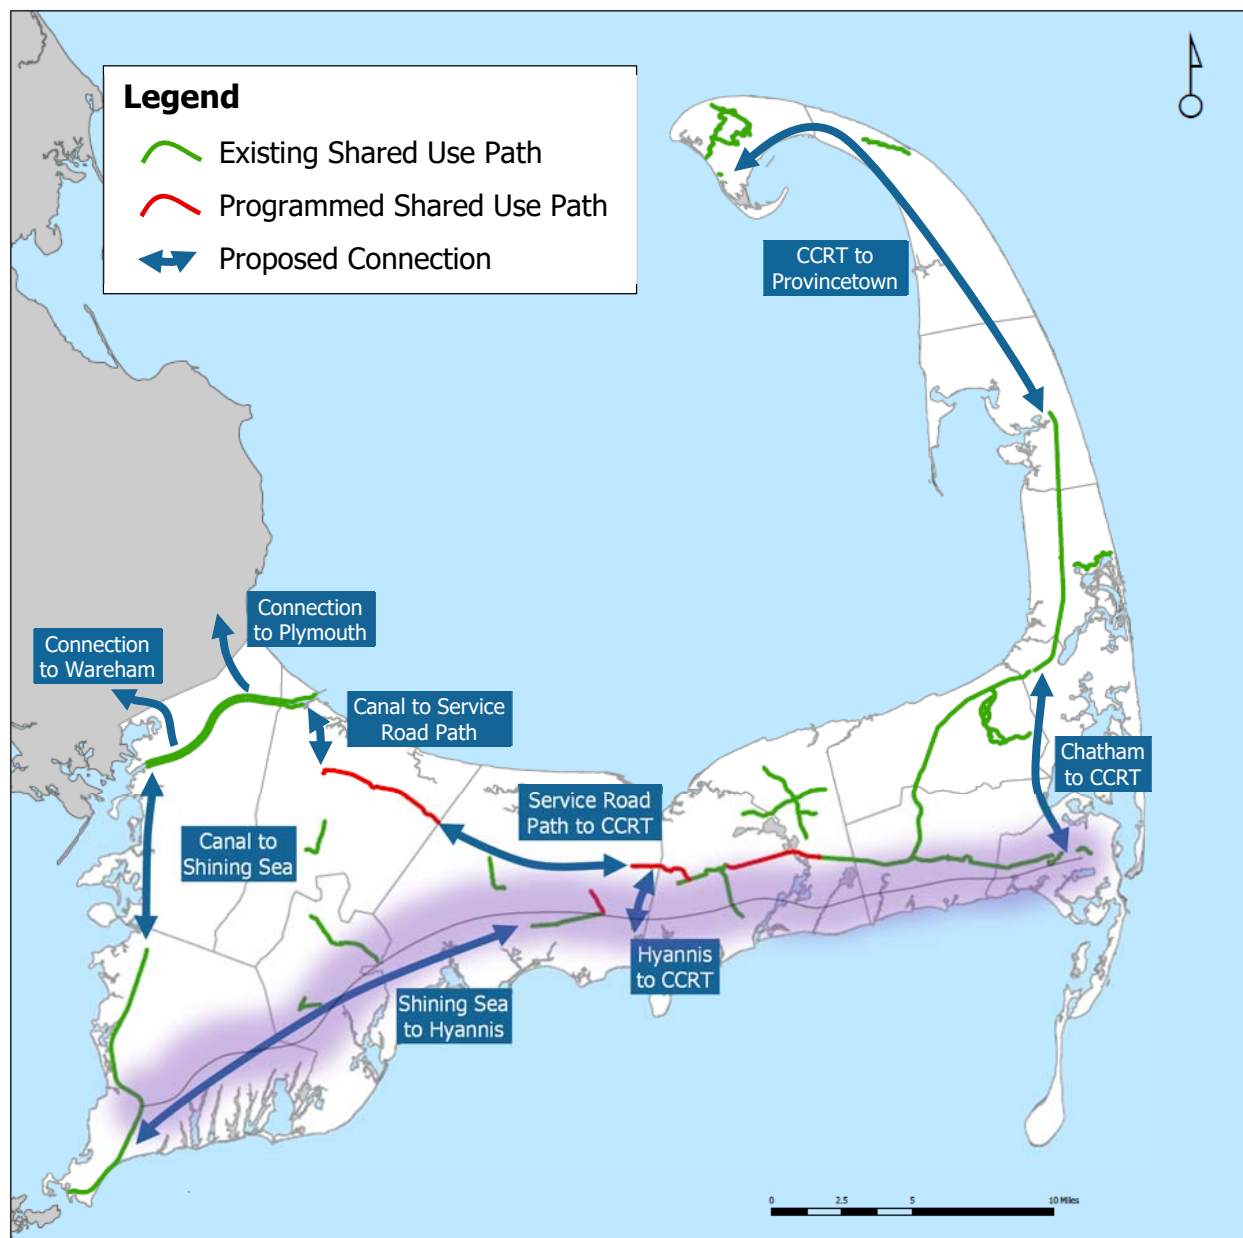 Legend
Existing Shared Use Path
Programmed Shared Use Path
Proposed Connection
CCRT to
Provincetown
Connection
to Plymouth
Connection
to Wareham
Canal to Service
Road Path
Chatham
to CCRT
Service Road
Path to CCRT
Canal to
Shining Sea
Hyannis
to CCRT
Shining Sea
to Hyannis
0 2.5 5 10 Miles